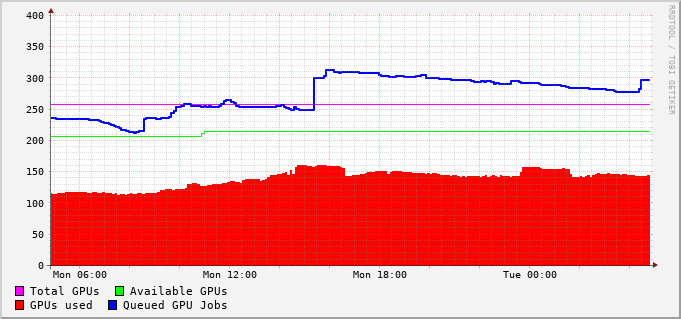 400
350
300
250
200
150
100
50
0
Mon 06:00 Mon 12:00 Mon 18:00 Tue 00:00
Total GPUs Available GPUs
GPUs used Queued GPU Jobs
RRDTOOL / TOBI OETIKER